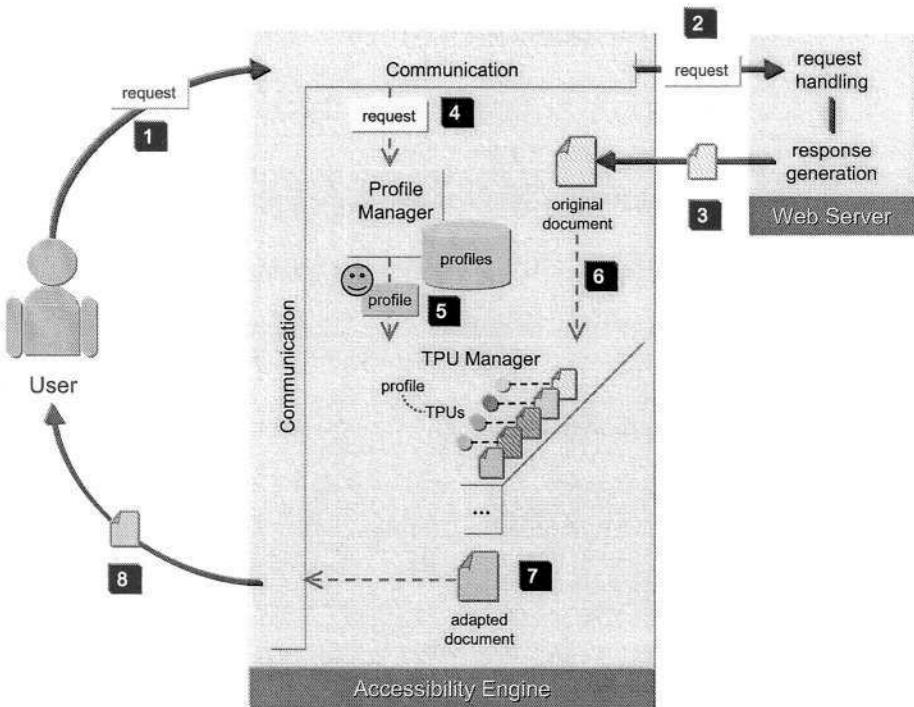 2
Communication
request
request
handling
request
1
request
4
response
generation
Profile
Manager
original
document
3
Web Server
profiles
6
profile
5
Communication
TPU Manager
User
profile
TPUs
...
8
7
adapted
document
Accessibility Engine